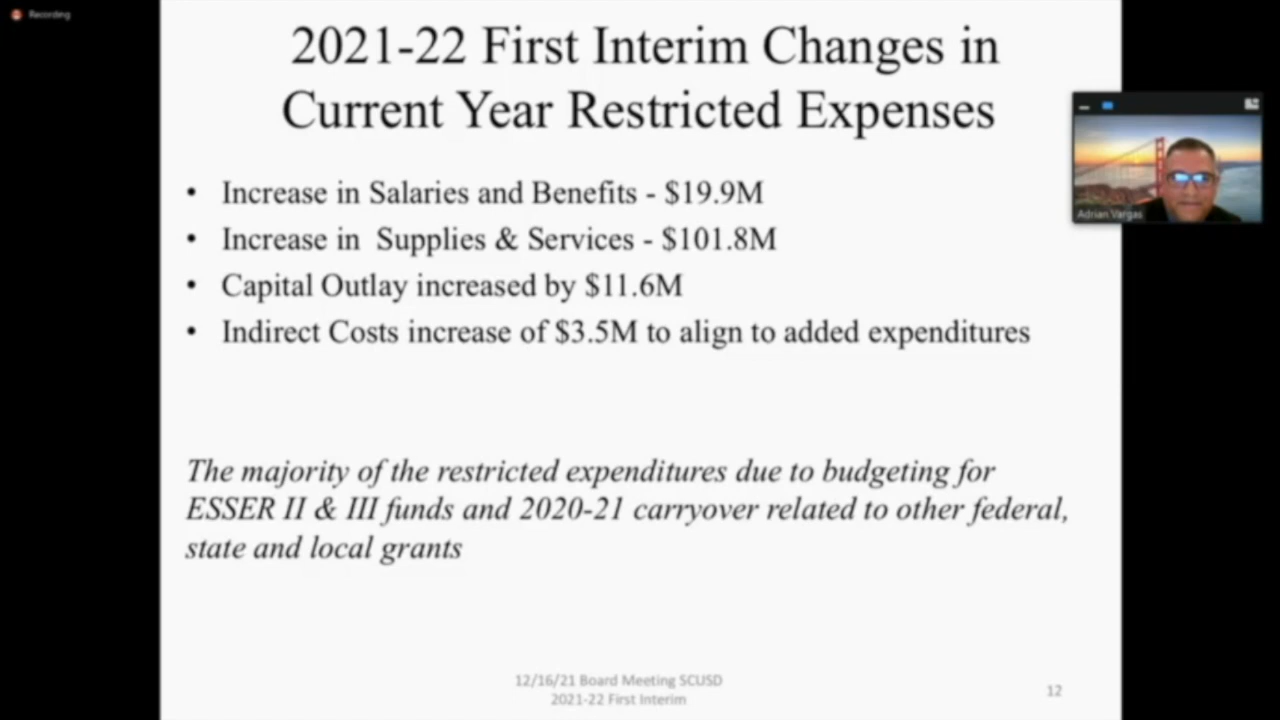 Recording
2021-22 First Interim Changes in
Current Year Restricted Expenses
• Increase in Salaries and Benefits - $19.9M
• Increase in  Supplies & Services - $101.8M
• Capital Outlay increased by $11.6M
• Indirect Costs increase of $3.5M to align to added expenditures
Adrian Vargas
The majority of the restricted expenditures due to budgeting for
ESSER II & III funds and 2020-21 carryover related to other federal,
state and local grants
12/16/21 Board Meeting SCUSD
2021-22 First Interim
12